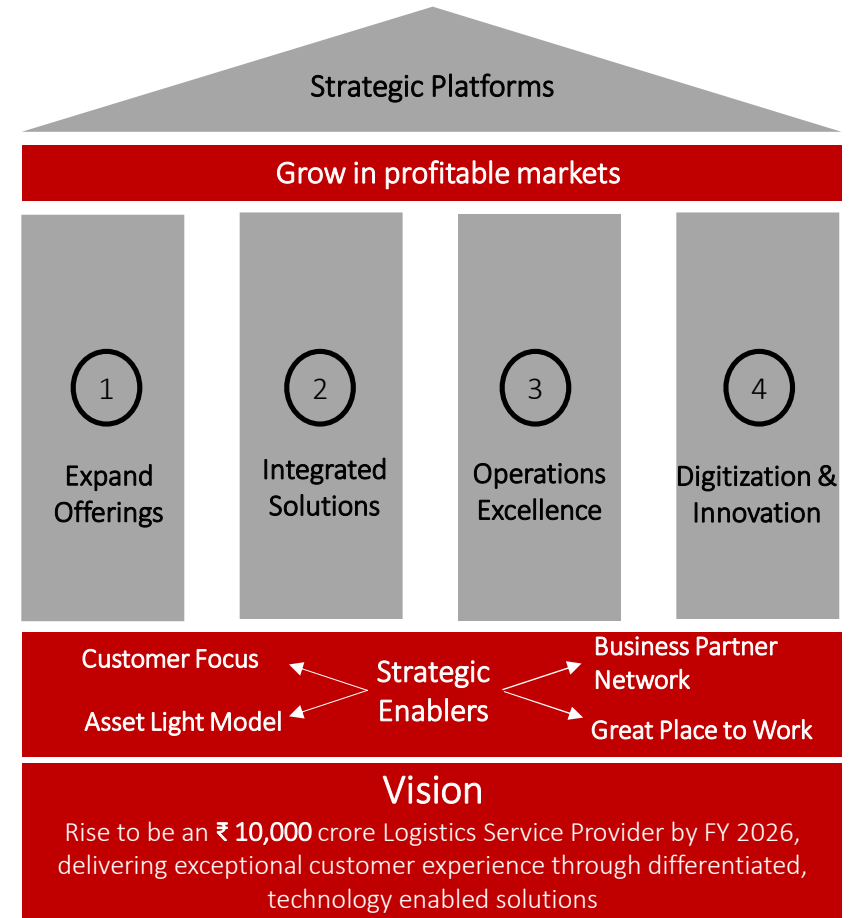 Strategic Platforms
Grow in profitable markets
1
Expand
Offerings
2
Integrated
Solutions
3
Operations
Excellence
4
Digitization &
Innovation
Customer Focus
Asset Light Model
Strategic
Enablers
Business Partner
Network
Great Place to Work
Vision
Rise to be an ₹ 10,000 crore Logistics Service Provider by FY 2026,
delivering exceptional customer experience through differentiated,
technology enabled solutions